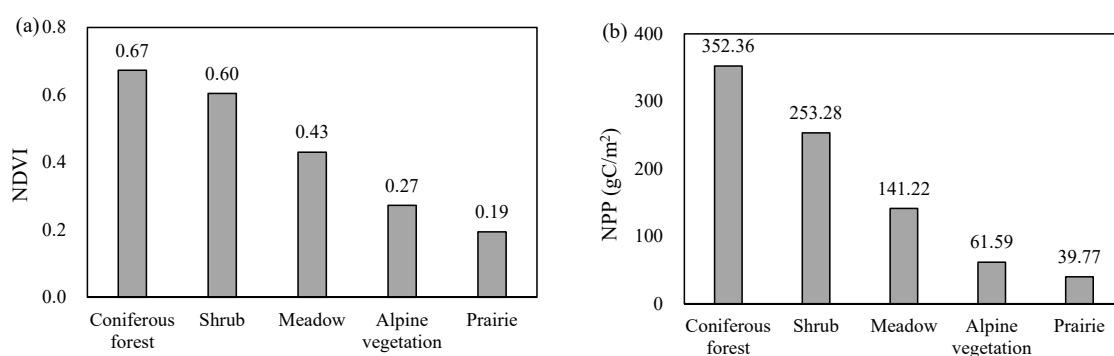 (a)
NDVI
0.8
0.6
0.4
0.2
0.0
0.67
0.60
0.43
0.27
0.19
Coniferous
forest
Shrub
Meadow
Alpine
vegetation
Prairie
(b)
NPP (gC/m²)
400
300
200
100
0
352.36
253.28
141.22
61.59
39.77
Coniferous
forest
Shrub
Meadow
Alpine
vegetation
Prairie